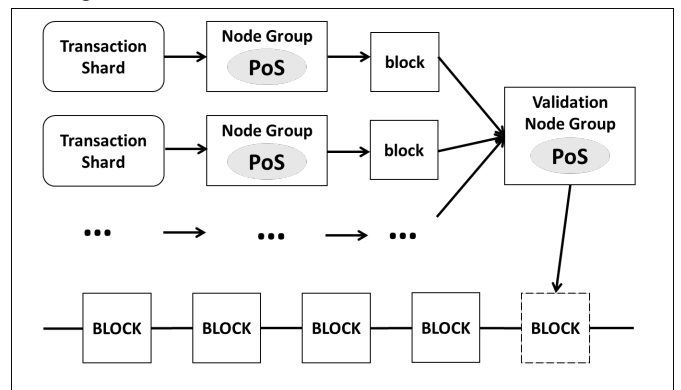 Transaction
Shard
Node Group
PoS
block
Validation
Node Group
PoS
Transaction
Shard
Node Group
PoS
block
...
...
...
BLOCK
BLOCK
BLOCK
BLOCK
BLOCK